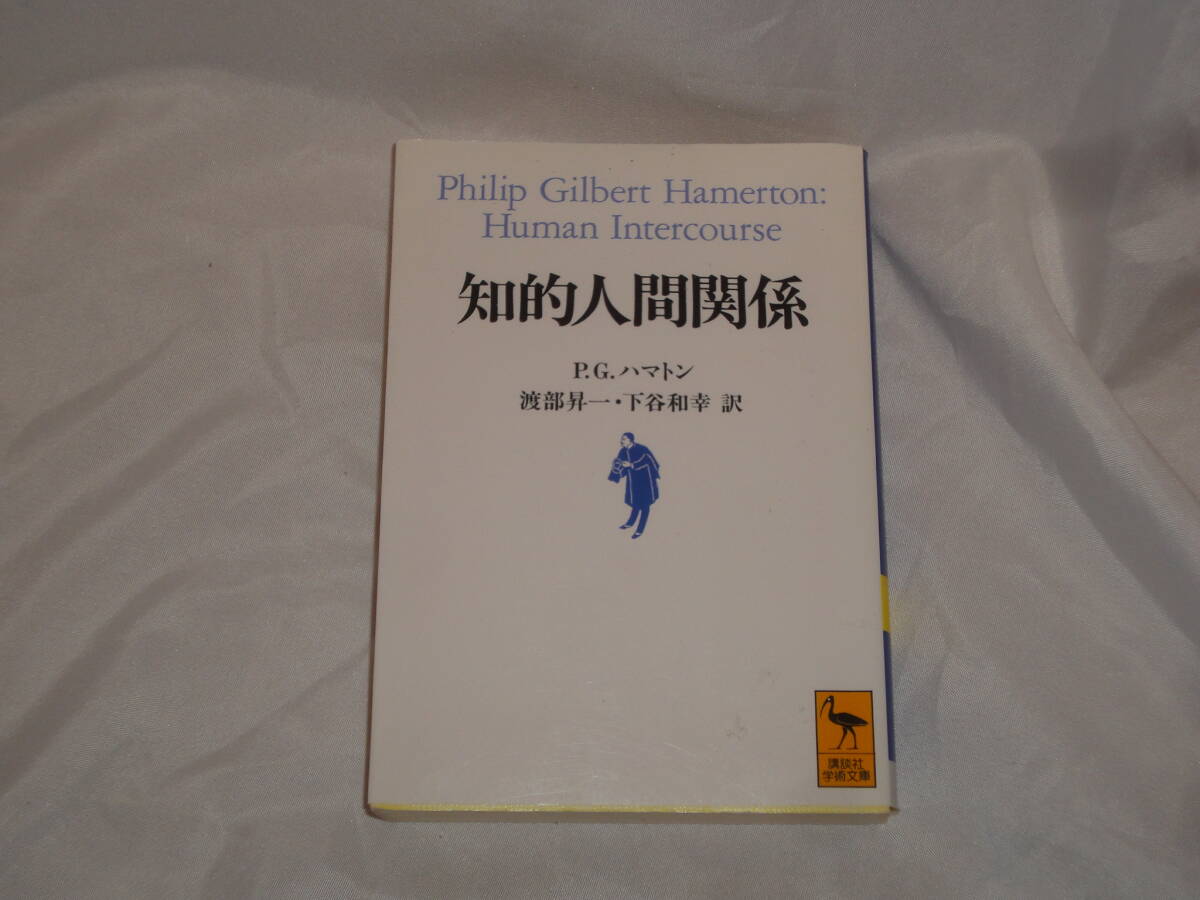 Philip Gilbert Hamerton:
Human Intercourse
知的人間関係
P.G.ハマトン
渡部昇一・下谷和幸 訳
講談社
学術文庫